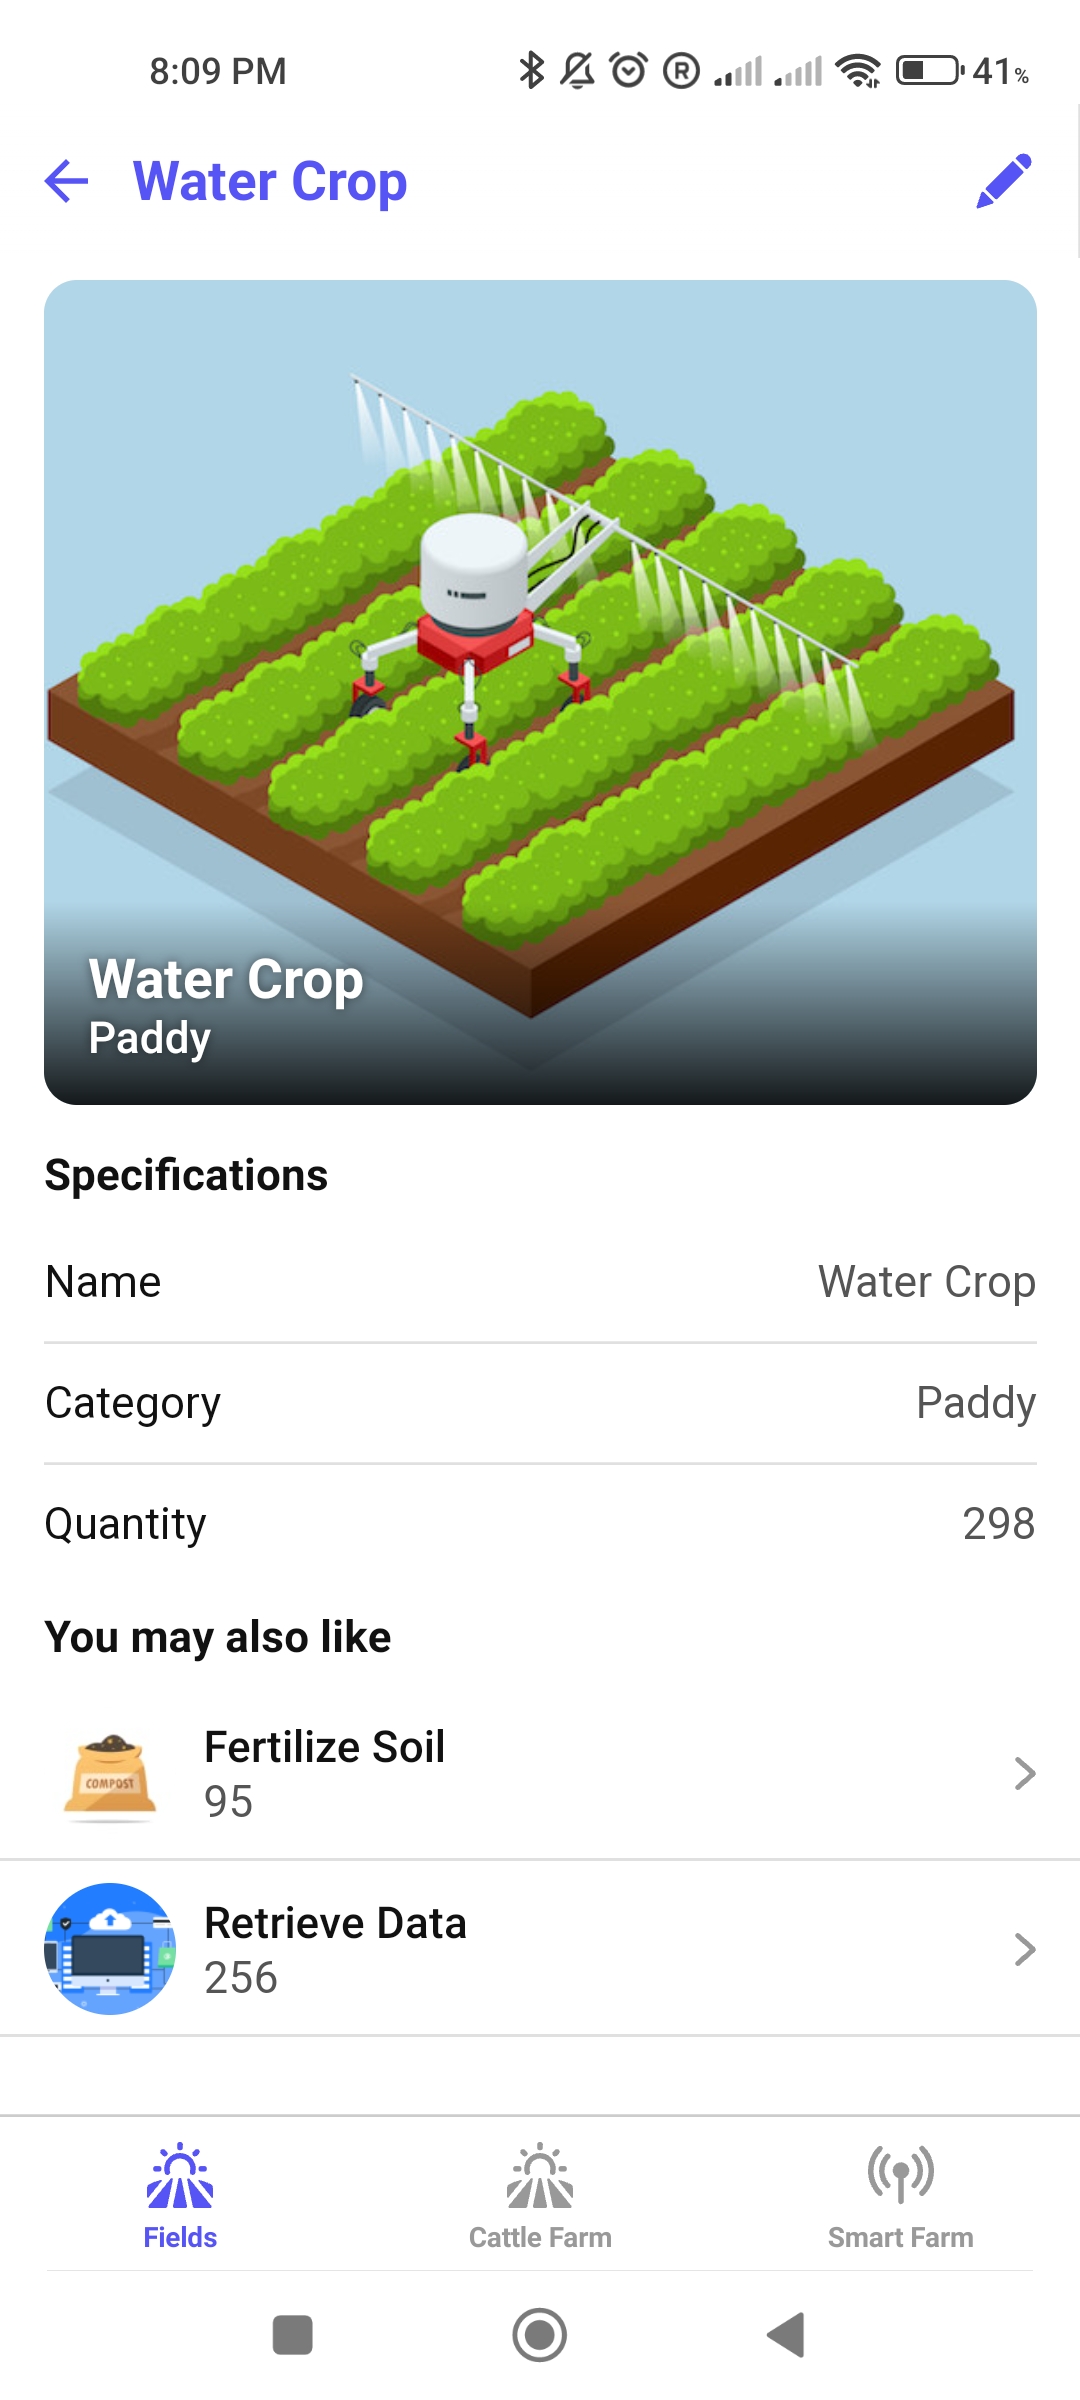 8:09 PM
41%
Water Crop
Water Crop
Paddy
Specifications
Name
Water Crop
Category
Paddy
Quantity
298
You may also like
COMPOST
Fertilize Soil
95
Retrieve Data
256
Fields
Cattle Farm
Smart Farm